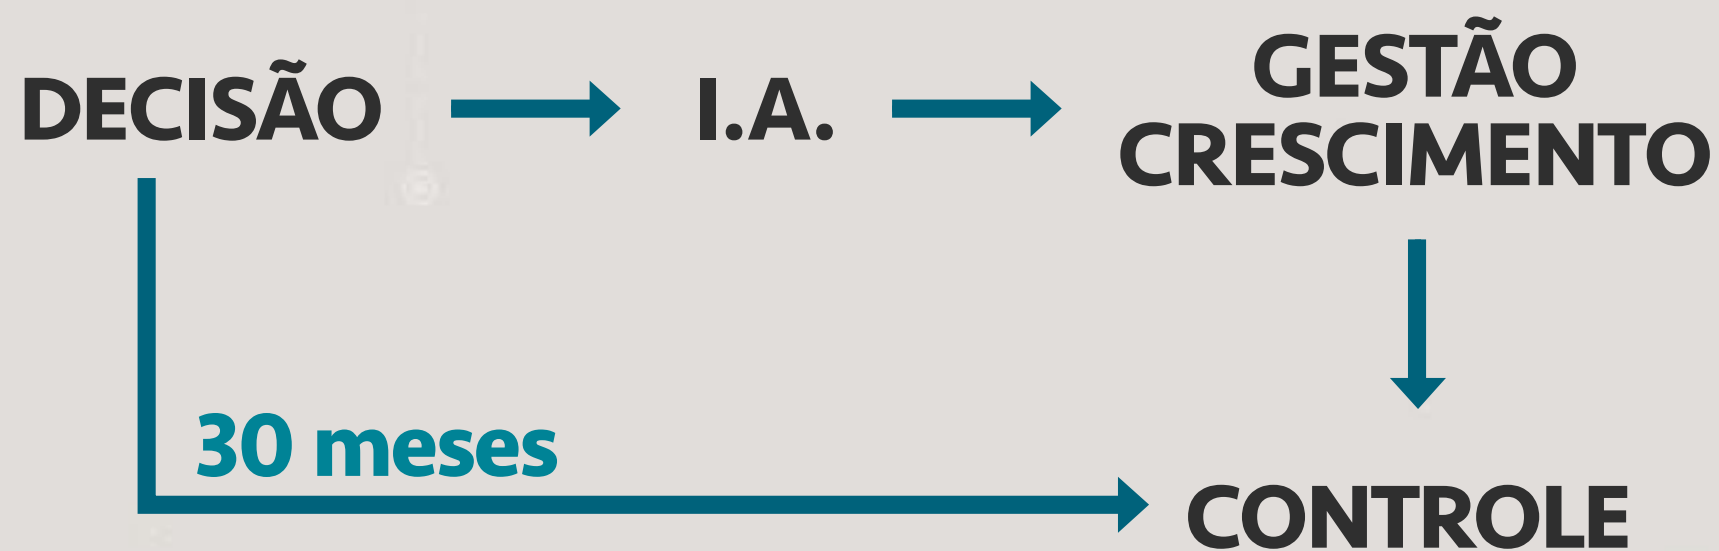 DECISÃO
I.A.
GESTÃO
CRESCIMENTO
30 meses
CONTROLE